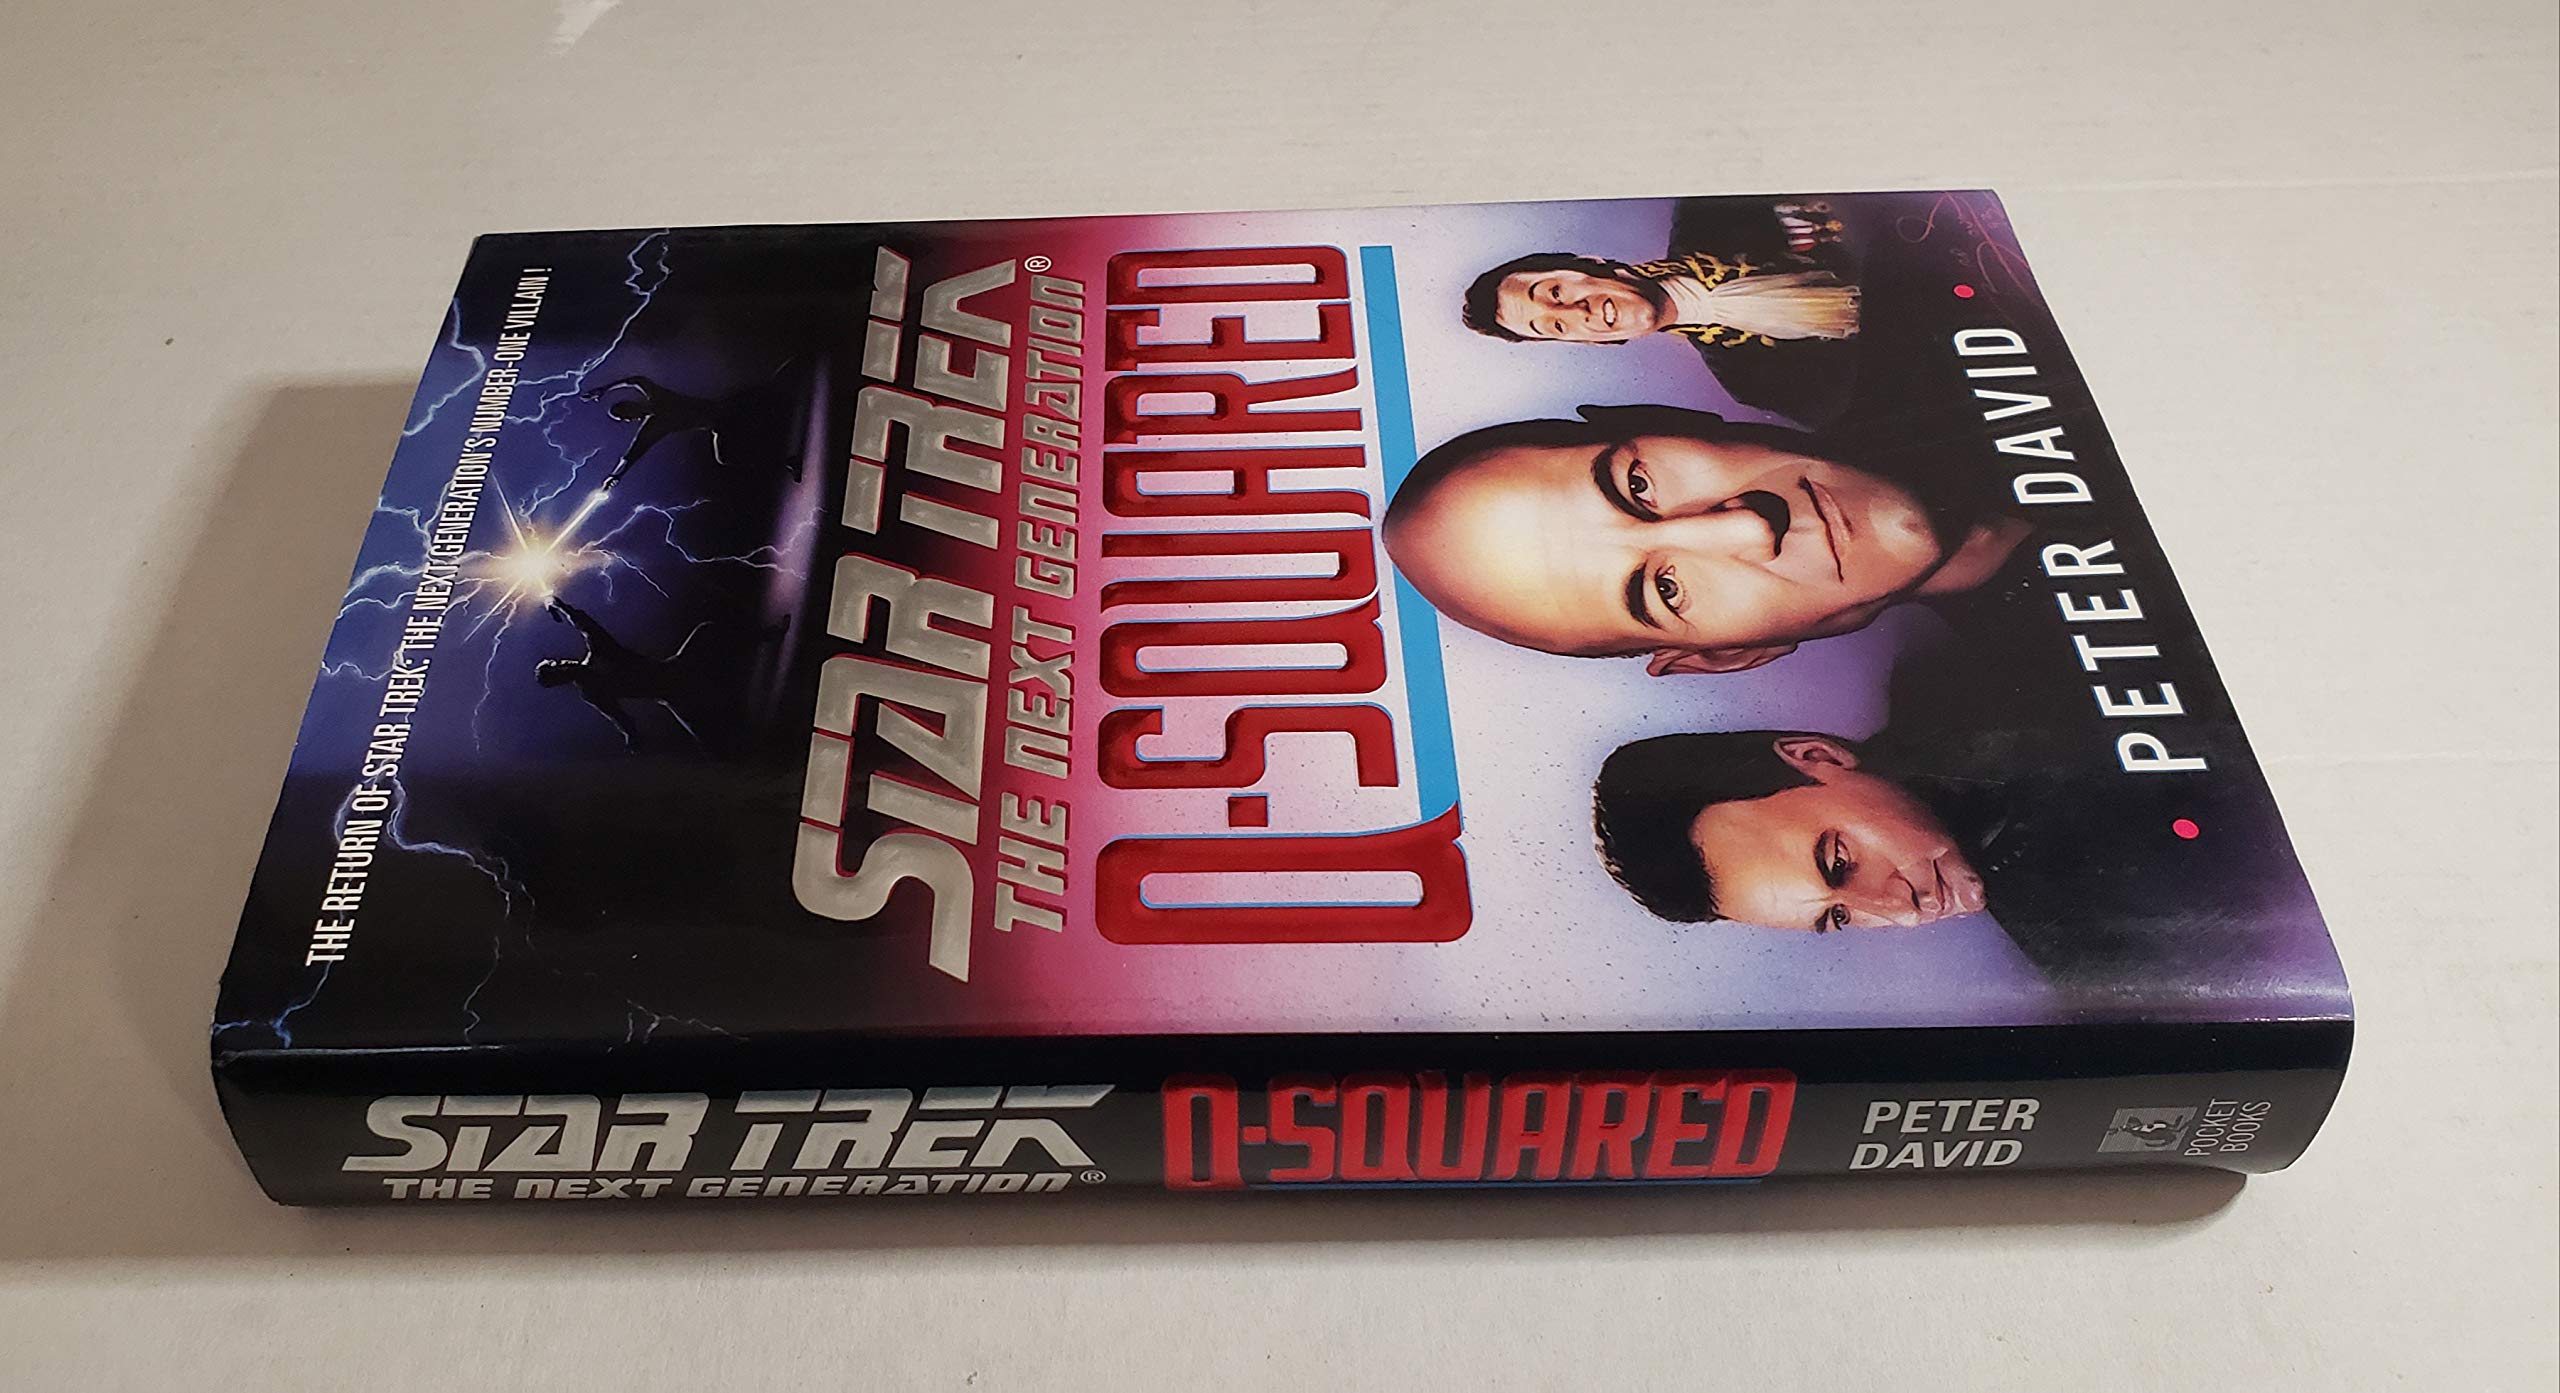 THE RETURN OF STAR TREK: THE NEXT GENERATION'S NUMBER-ONE VILLAIN!
STAR TREK
THE NEXT GENERATION®
Q-SQUARED
• PETER DAVID •
STAR TREK
THE NEXT GENERATION®
Q-SQUARED
PETER
DAVID
POCKET
BOOKS